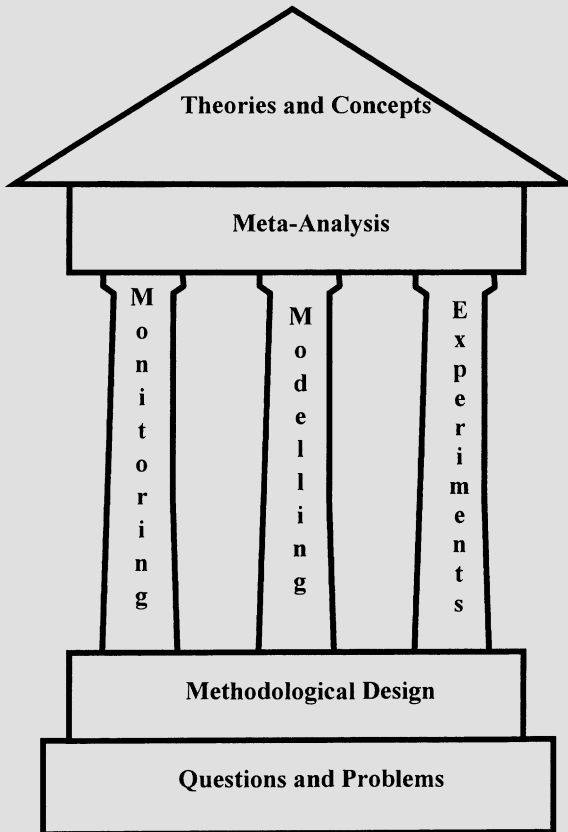 Theories and Concepts
Meta-Analysis
Monitoring
Modelling
Experiments
Methodological Design
Questions and Problems